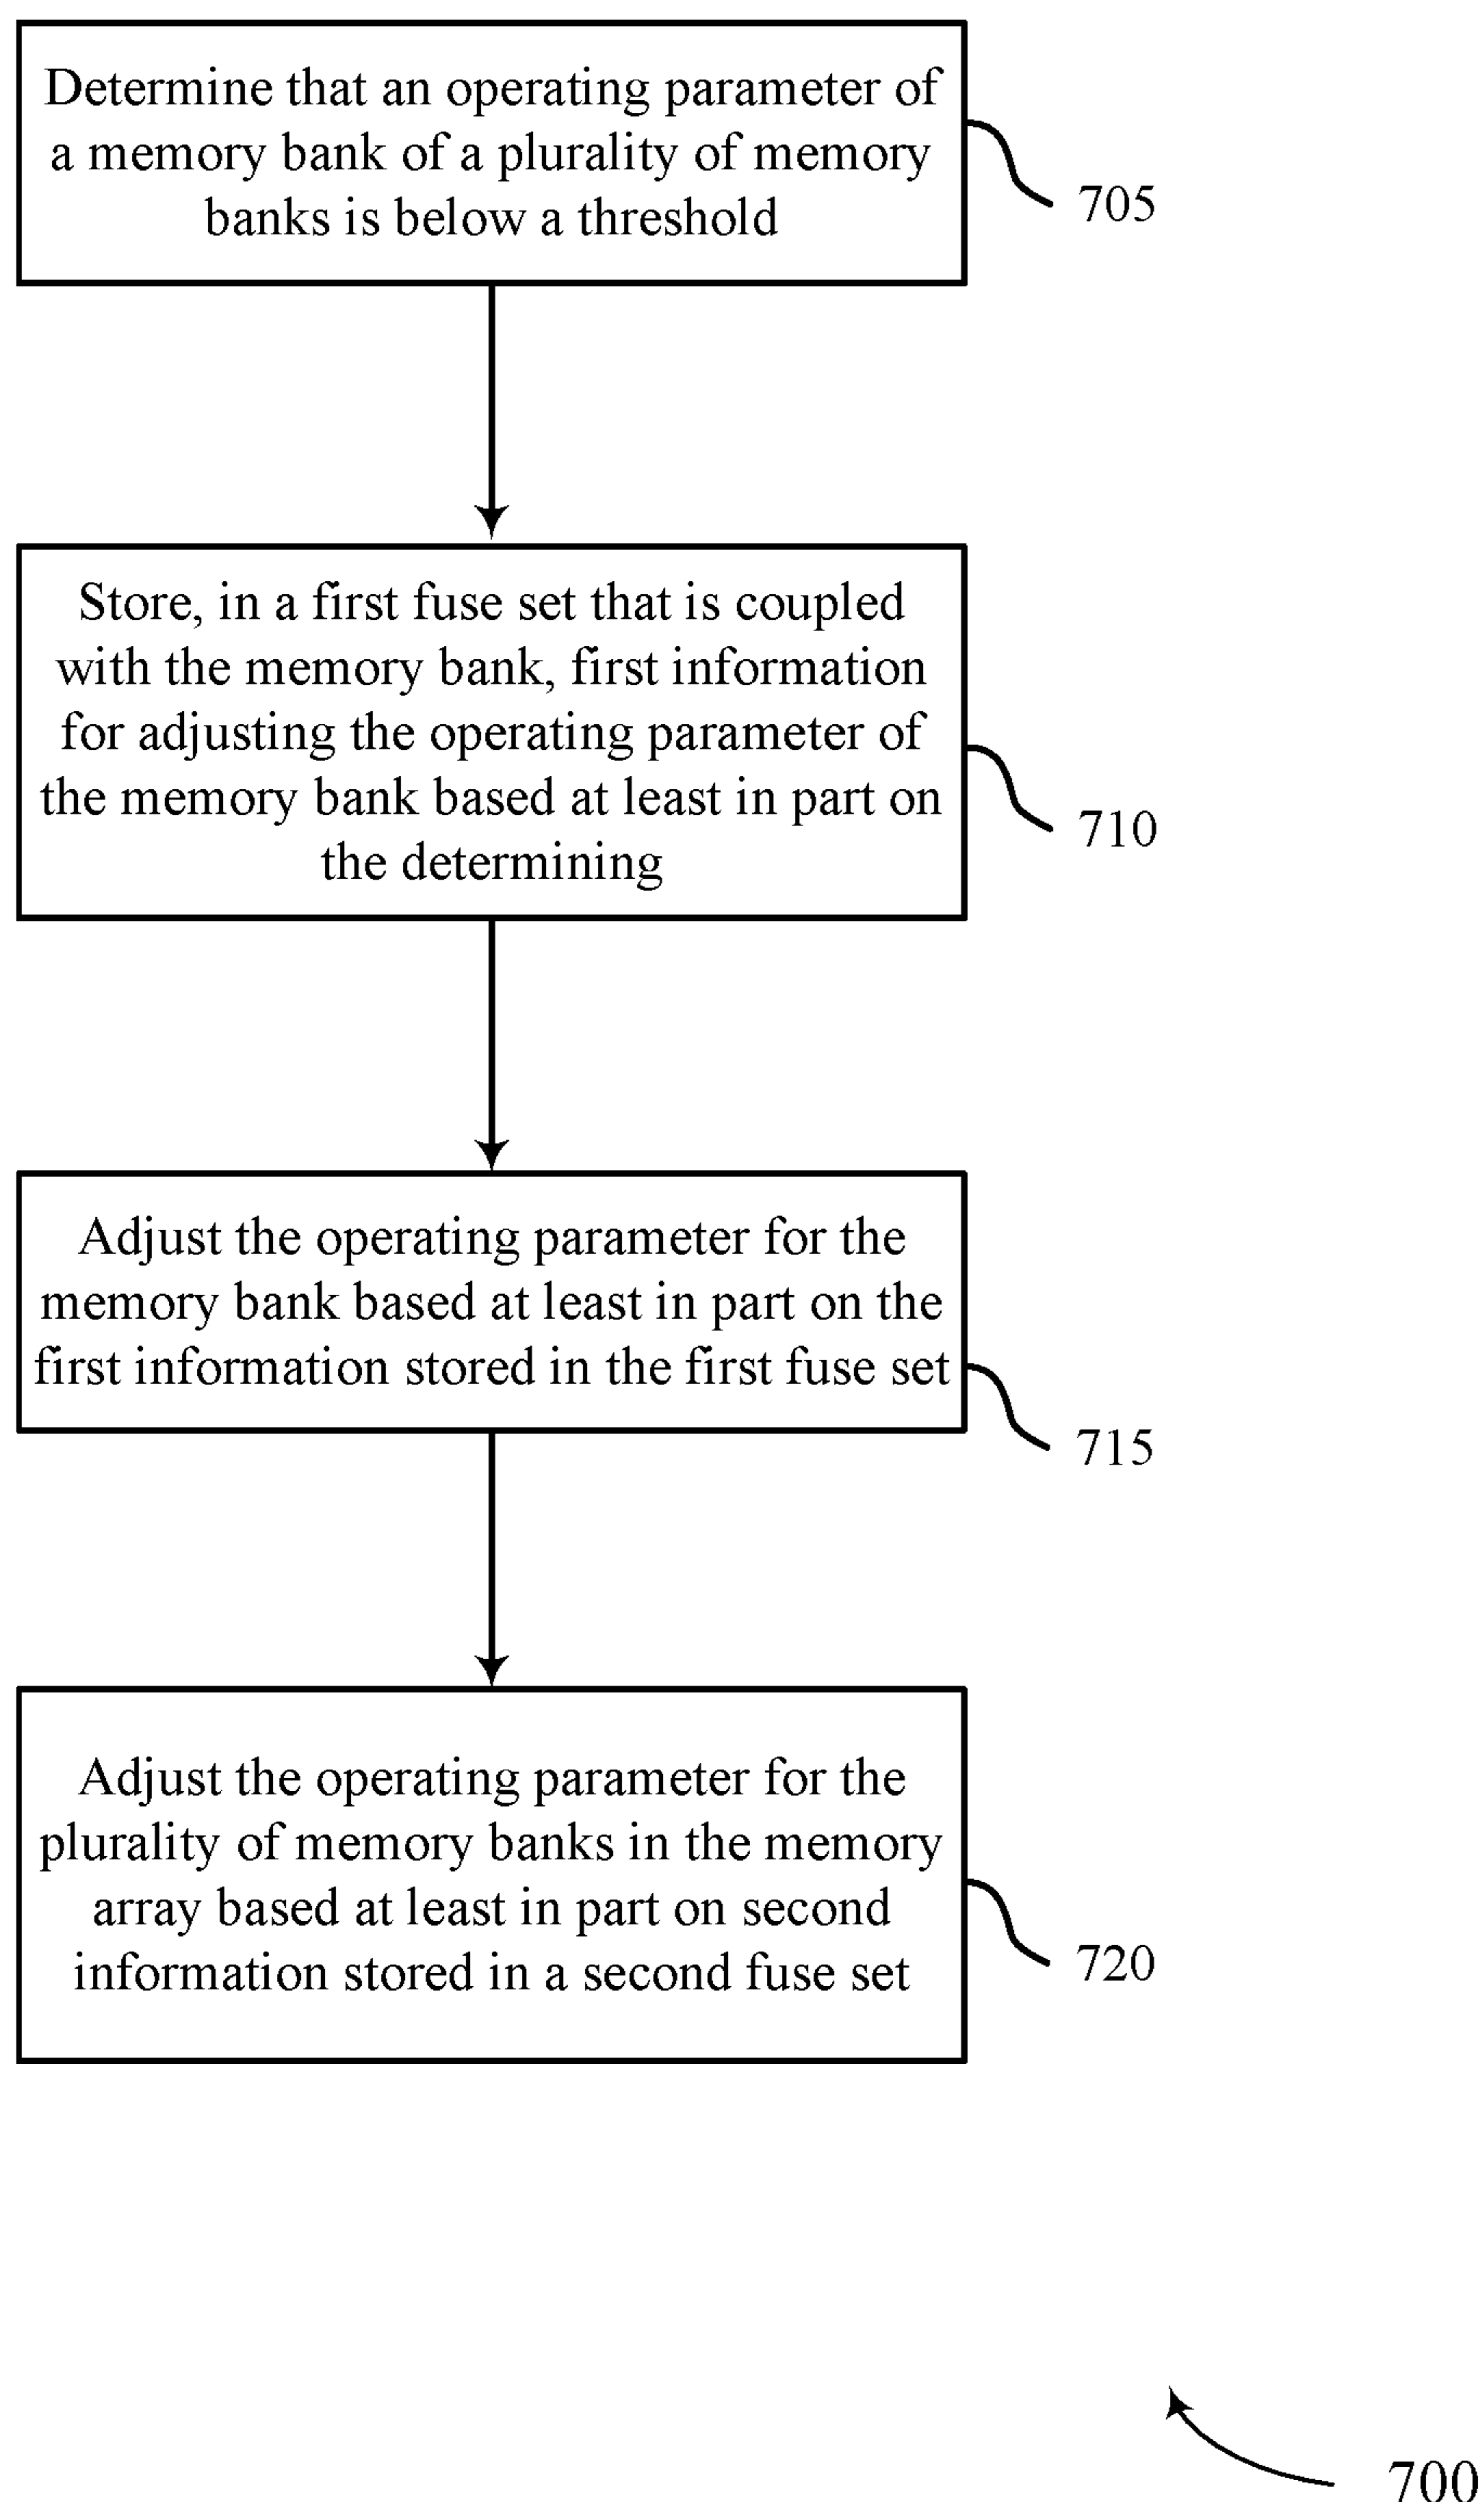 Determine that an operating parameter of
a memory bank of a plurality of memory
banks is below a threshold
705
Store, in a first fuse set that is coupled
with the memory bank, first information
for adjusting the operating parameter of
the memory bank based at least in part on
the determining
710
Adjust the operating parameter for the
memory bank based at least in part on the
first information stored in the first fuse set
715
Adjust the operating parameter for the
plurality of memory banks in the memory
array based at least in part on second
information stored in a second fuse set
720
700